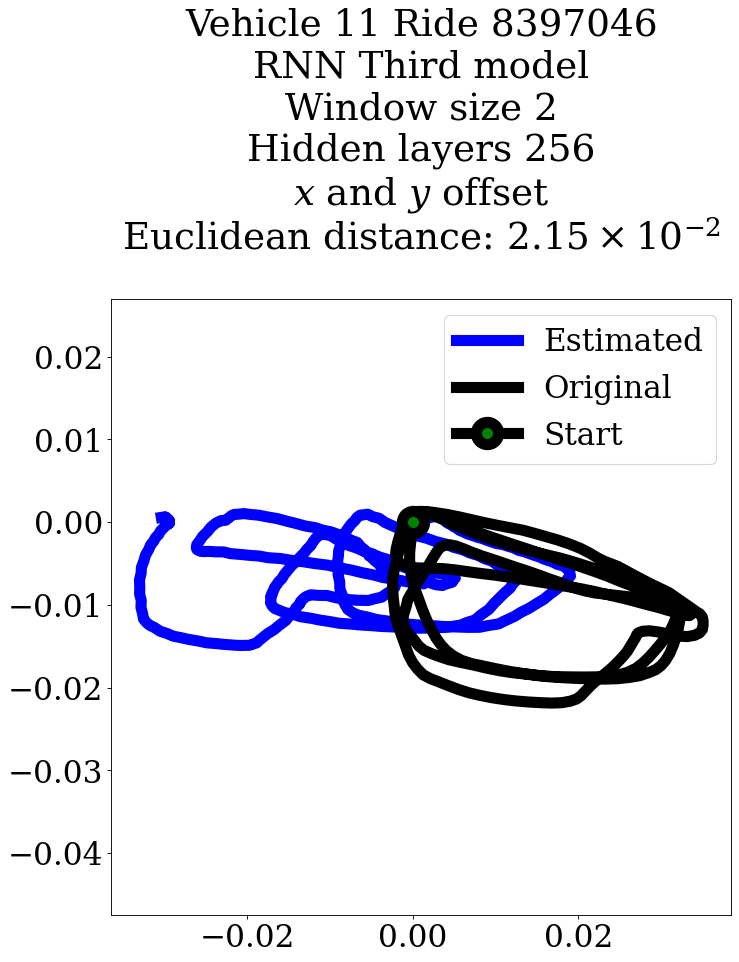 Vehicle 11 Ride 8397046
RNN Third model
Window size 2
Hidden layers 256
x and y offset
Euclidean distance: 2.15 × 10⁻²
Estimated
Original
Start
0.02
0.01
0.00
−0.01
−0.02
−0.03
−0.04
−0.02 0.00 0.02